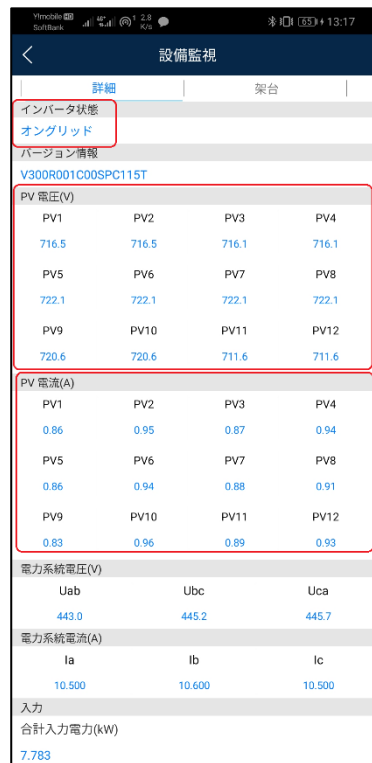 Y!mobile 2.8 13:17
SoftBank K/s 65
設備監視
詳細 架台
インバータ状態
オングリッド
バージョン情報
V300R001C00SPC115T
PV 電圧(V)
PV1 PV2 PV3 PV4
716.5 716.5 716.1 716.1
PV5 PV6 PV7 PV8
722.1 722.1 722.1 722.1
PV9 PV10 PV11 PV12
720.6 720.6 711.6 711.6
PV 電流(A)
PV1 PV2 PV3 PV4
0.86 0.95 0.87 0.94
PV5 PV6 PV7 PV8
0.86 0.94 0.88 0.91
PV9 PV10 PV11 PV12
0.83 0.96 0.89 0.93
電力系統電圧(V)
Uab Ubc Uca
443.0 445.2 445.7
電力系統電流(A)
Ia Ib Ic
10.500 10.600 10.500
入力
合計入力電力(kW)
7.783